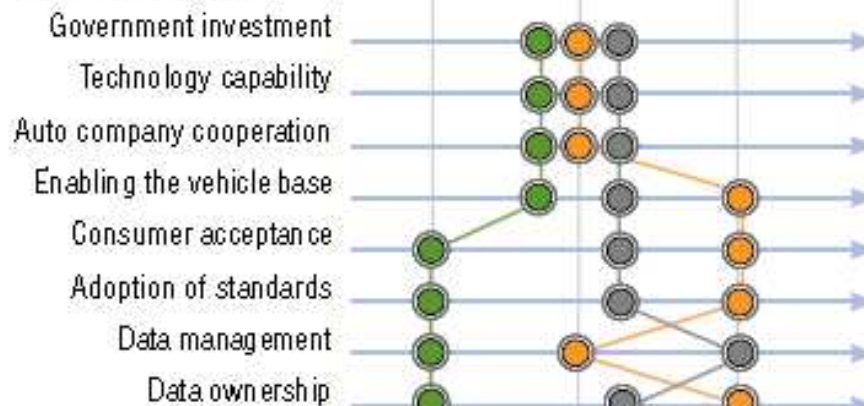 Government investment
Technology capability
Auto company cooperation
Enabling the vehicle base
Consumer acceptance
Adoption of standards
Data management
Data ownership